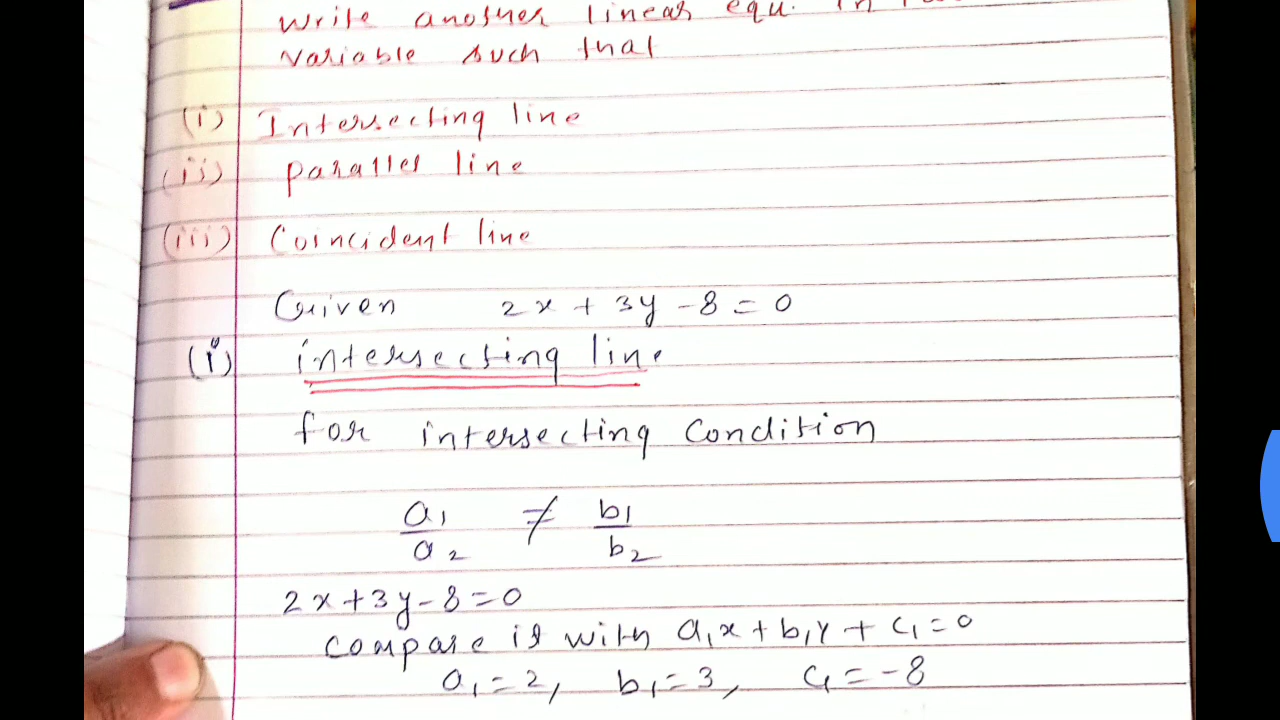 write another linear equ. in
variable such that
(i) Intersecting line
(ii) parallel line
(iii) Coincident line
Given 2x + 3y - 8 = 0
(i) intersecting line
for intersecting condition
a₁/a₂ ≠ b₁/b₂
2x + 3y - 8 = 0
compare it with a₁x + b₁y + c₁ = 0
a₁ = 2, b₁ = 3, c₁ = -8